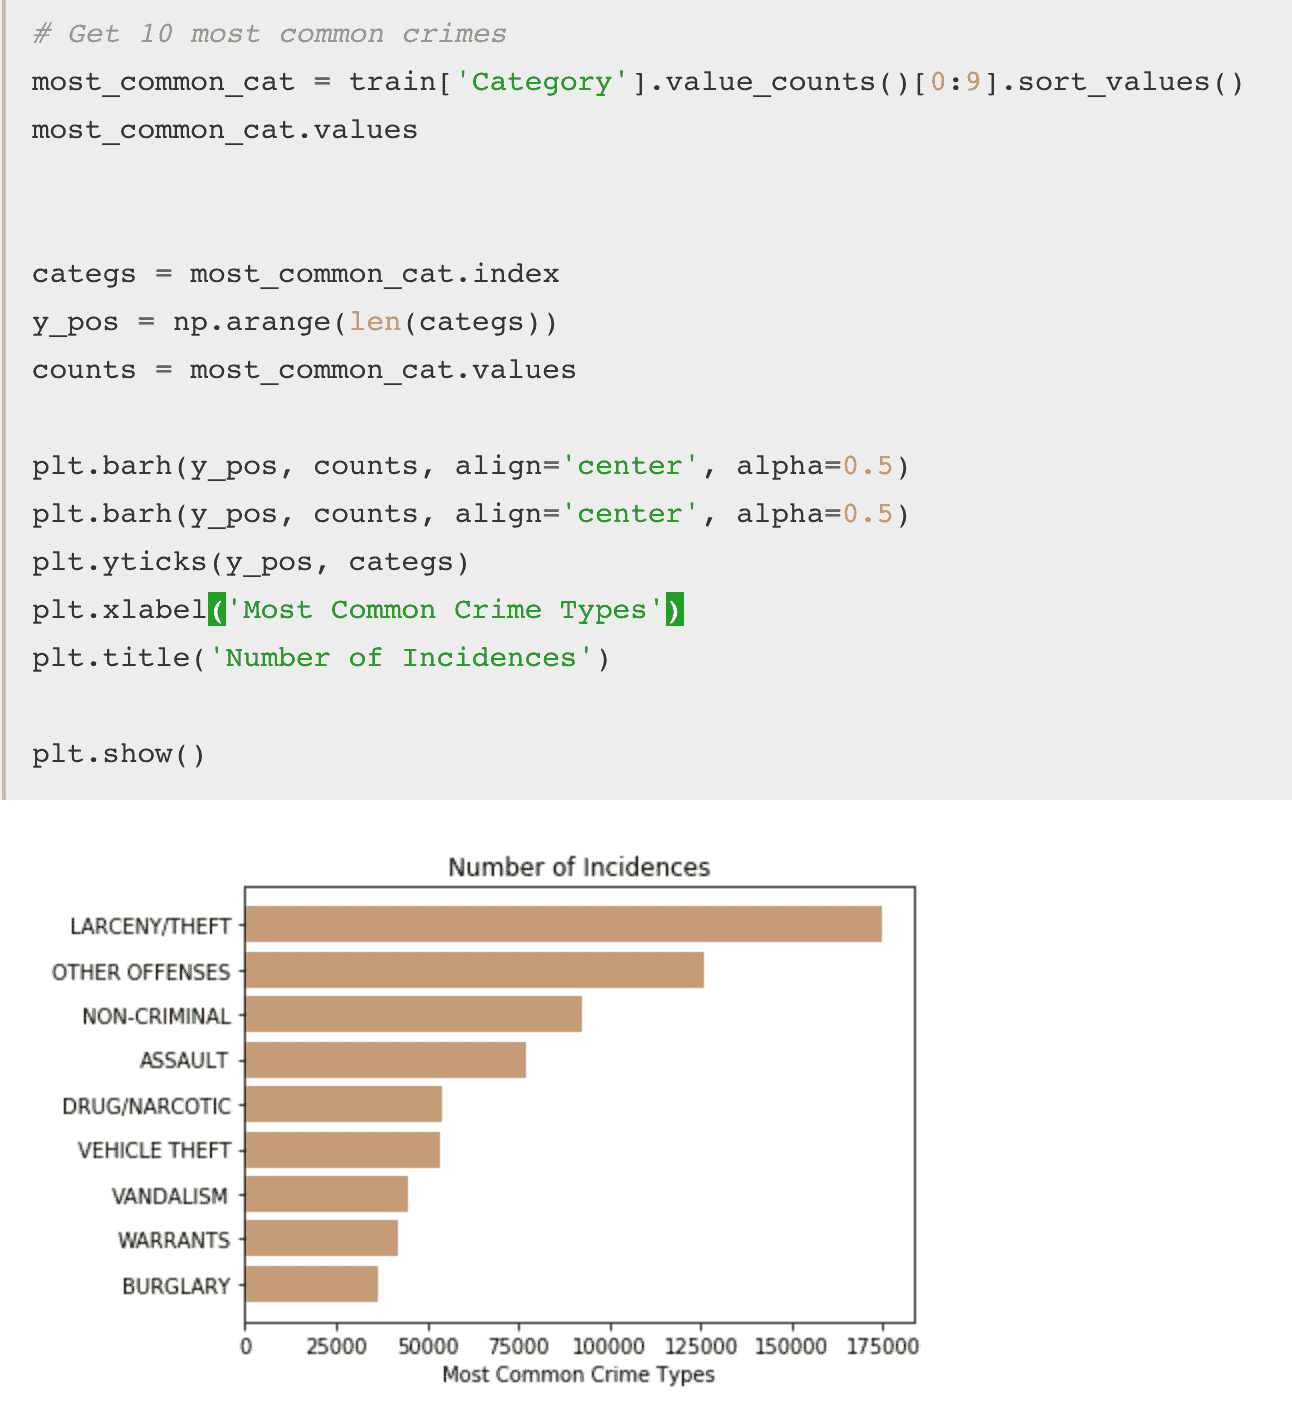 # Get 10 most common crimes
most_common_cat = train['Category'].value_counts()[0:9].sort_values()
most_common_cat.values
categs = most_common_cat.index
y_pos = np.arange(len(categs))
counts = most_common_cat.values
plt.barh(y_pos, counts, align='center', alpha=0.5)
plt.barh(y_pos, counts, align='center', alpha=0.5)
plt.yticks(y_pos, categs)
plt.xlabel('Most Common Crime Types')
plt.title('Number of Incidences')
plt.show()
Number of Incidences
LARCENY/THEFT
OTHER OFFENSES
NON-CRIMINAL
ASSAULT
DRUG/NARCOTIC
VEHICLE THEFT
VANDALISM
WARRANTS
BURGLARY
0 25000 50000 75000 100000 125000 150000 175000
Most Common Crime Types